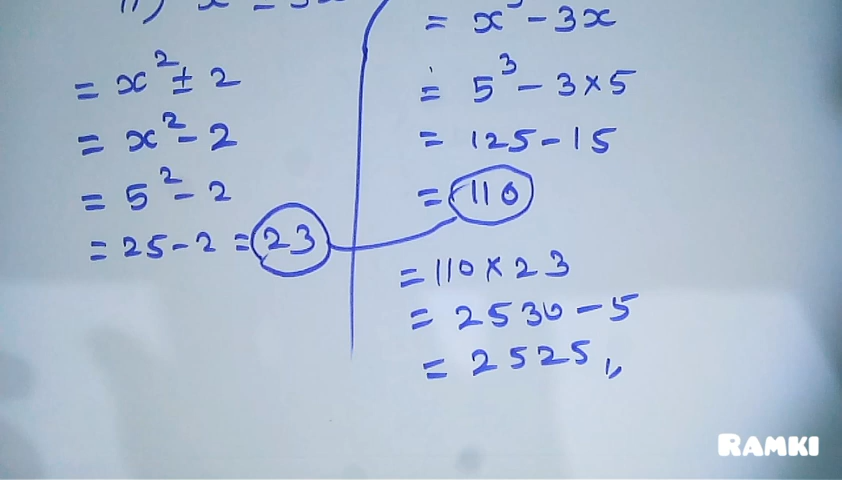 = x² ± 2
= x² - 2
= 5² - 2
= 25 - 2 = 23
= x³ - 3x
= 5³ - 3 × 5
= 125 - 15
= 110
= 110 × 23
= 2530 - 5
= 2525
RAMKI